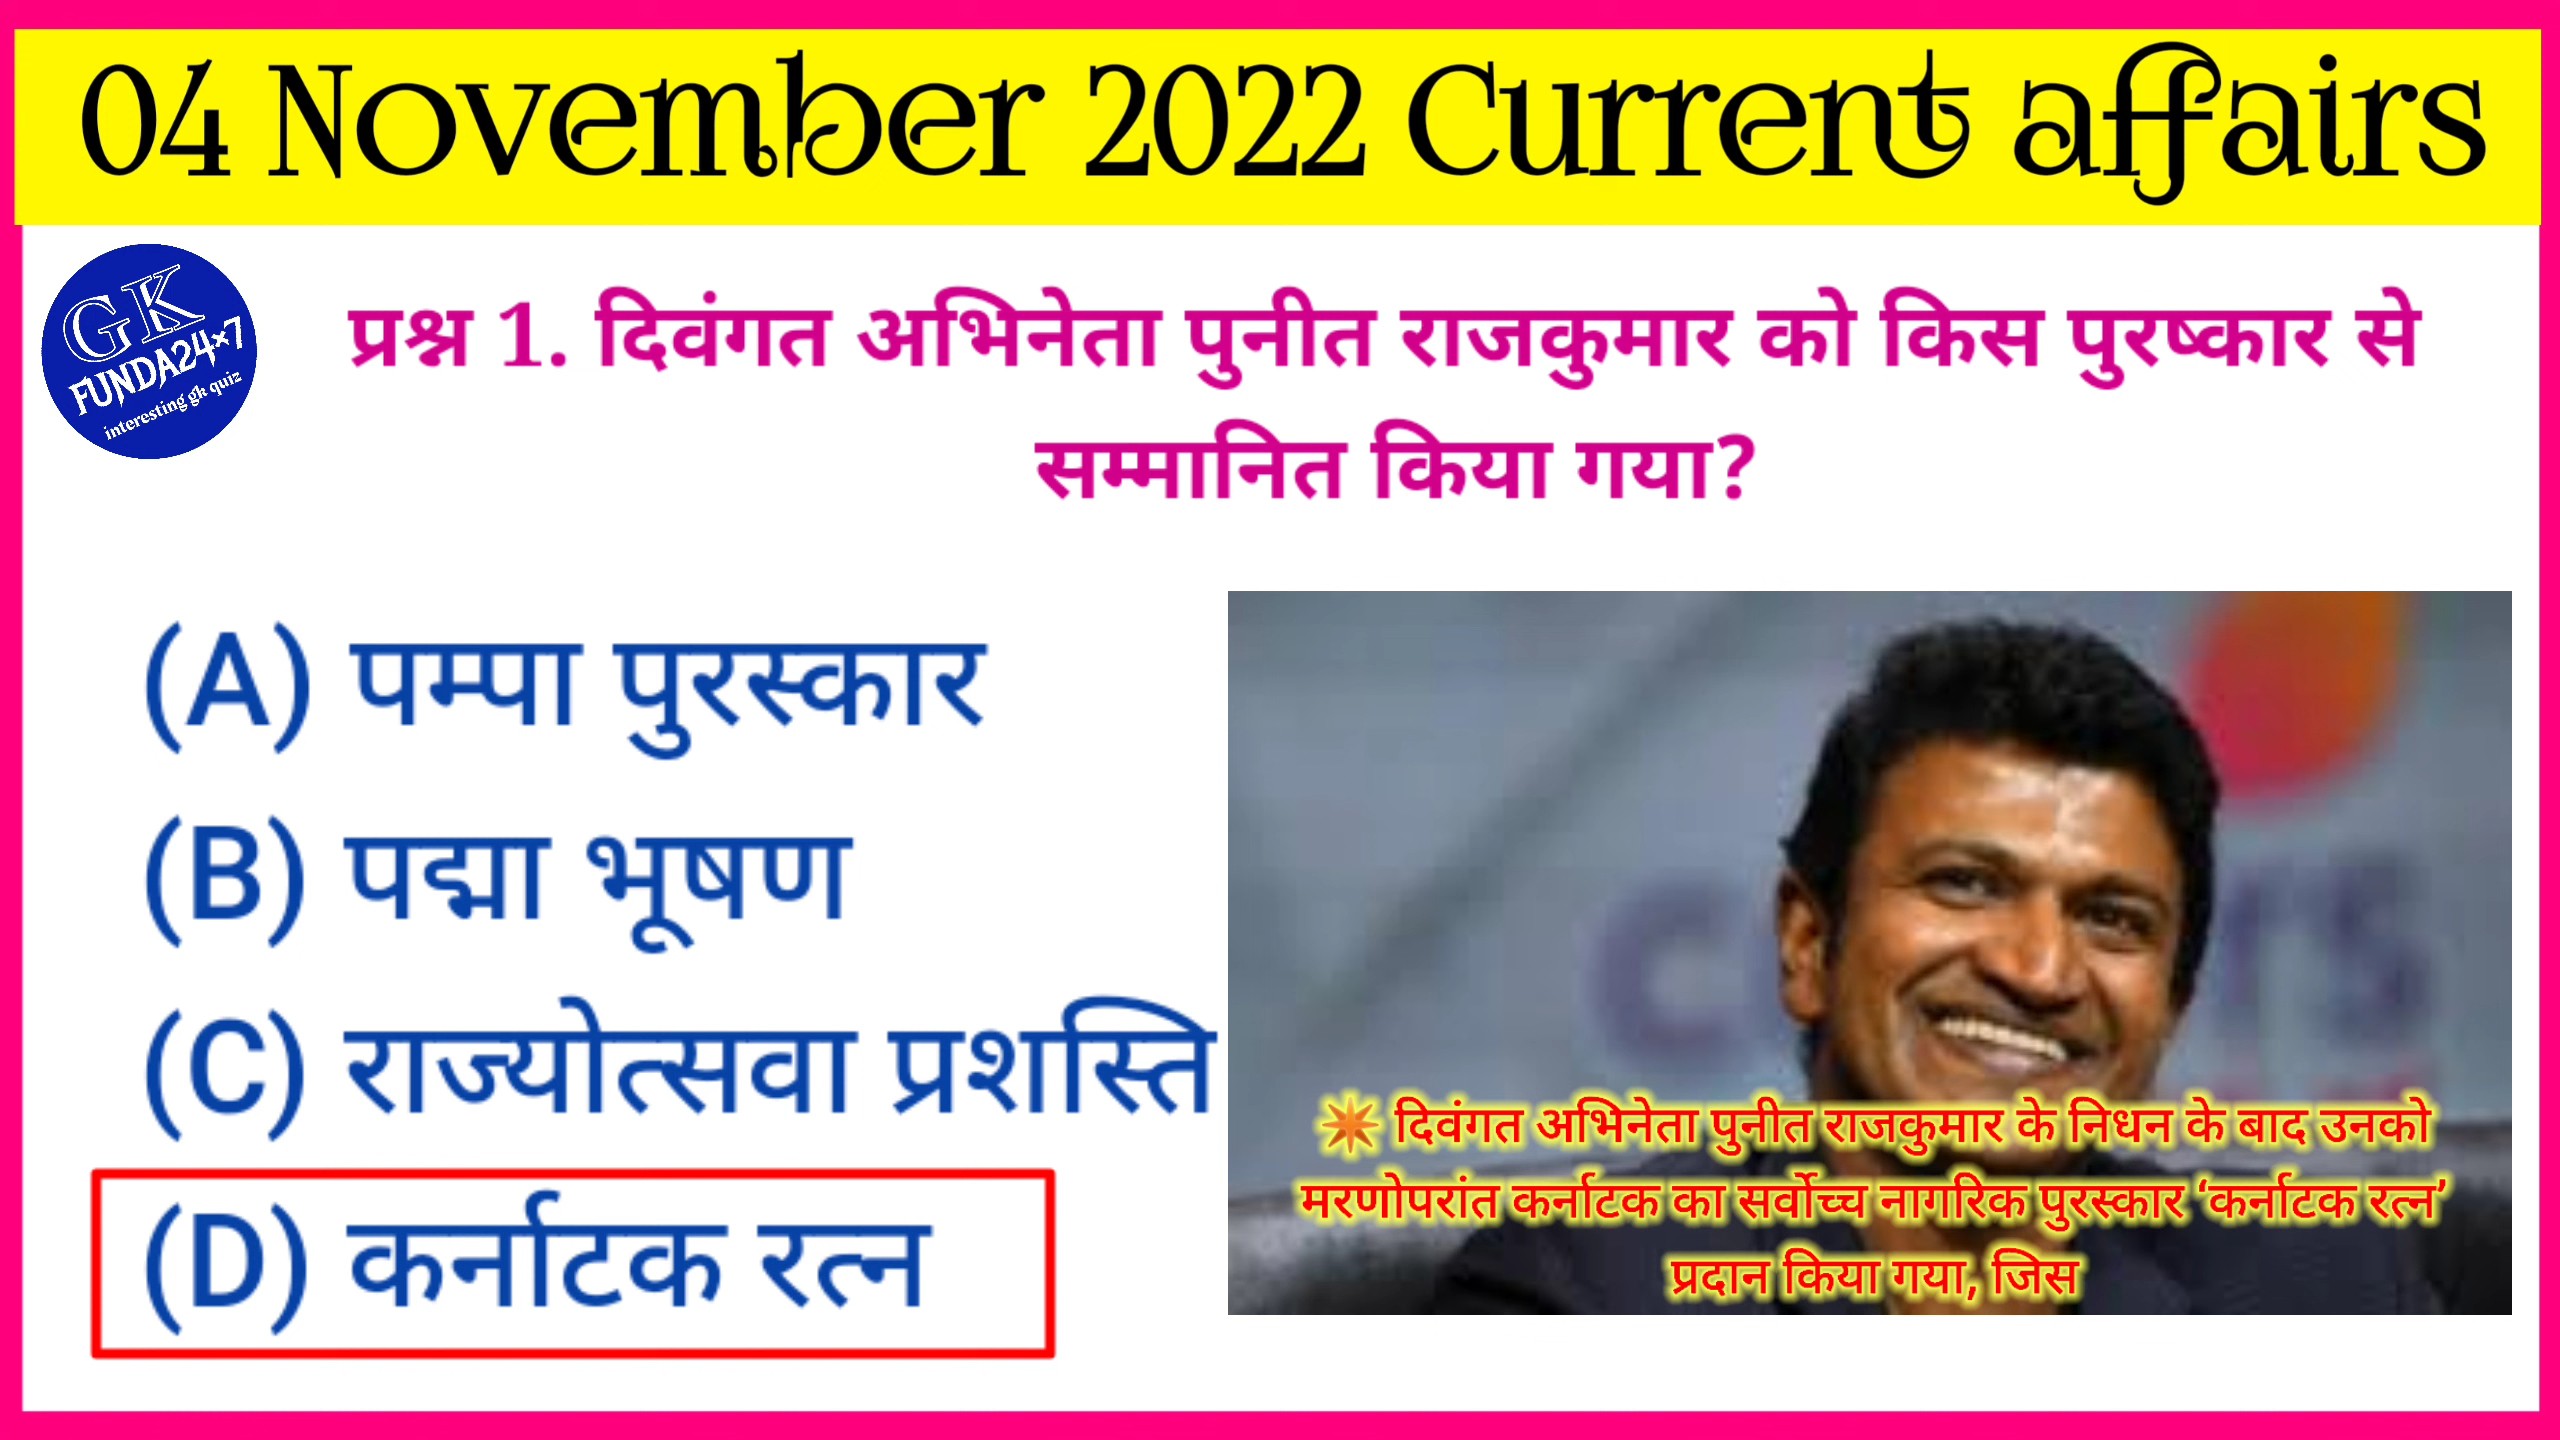 04 November 2022 Current affairs
GK
FUNDA24×7
interesting gk quiz
प्रश्न 1. दिवंगत अभिनेता पुनीत राजकुमार को किस पुरष्कार से
सम्मानित किया गया?
(A) पम्पा पुरस्कार
(B) पद्मा भूषण
(C) राज्योत्सवा प्रशस्ति
(D) कर्नाटक रत्न
दिवंगत अभिनेता पुनीत राजकुमार के निधन के बाद उनको
मरणोपरांत कर्नाटक का सर्वोच्च नागरिक पुरस्कार ‘कर्नाटक रत्न’
प्रदान किया गया, जिस